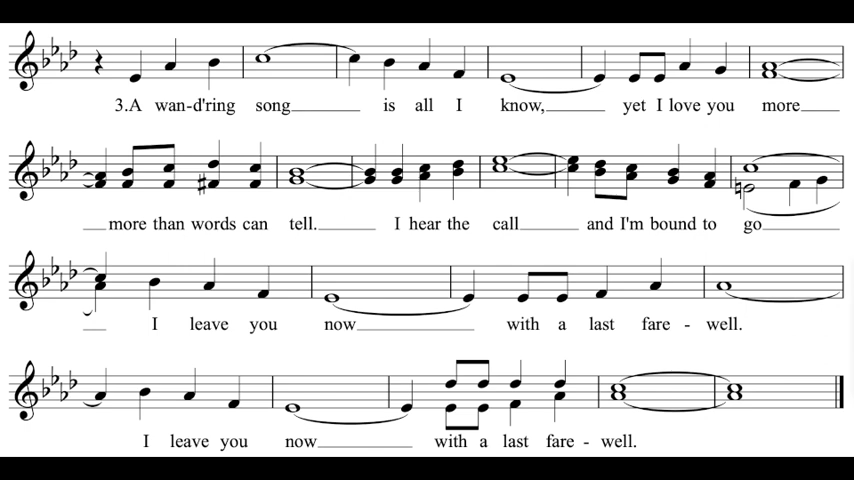 3.A wan-d'ring song is all I know, yet I love you more
more than words can tell. I hear the call and I'm bound to go
I leave you now with a last fare - well.
I leave you now with a last fare - well.